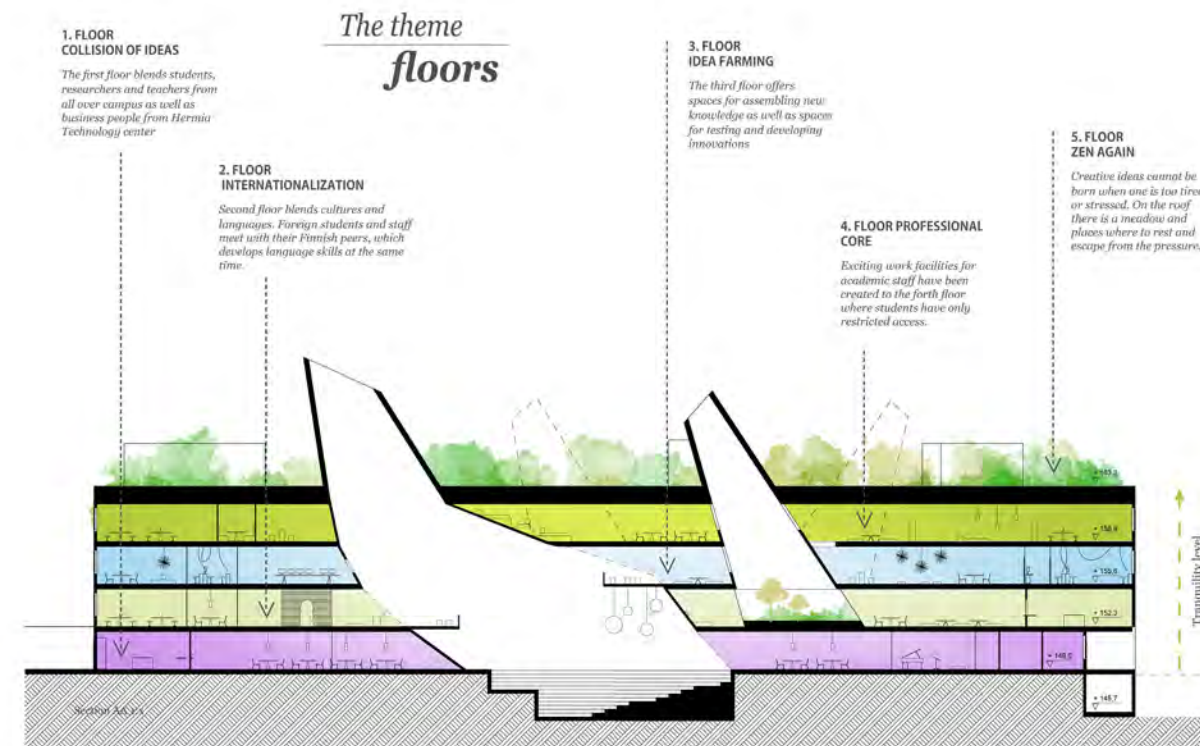 The theme
floors
1. FLOOR
COLLISION OF IDEAS
The first floor blends students,
researchers and teachers from
all over campus as well as
business people from Hermia
Technology center
2. FLOOR
INTERNATIONALIZATION
Second floor blends cultures and
languages. Foreign students and staff
meet with their Finnish peers, which
develops language skills at the same
time.
3. FLOOR
IDEA FARMING
The third floor offers
spaces for assembling new
knowledge as well as spaces
for testing and developing
innovations
4. FLOOR PROFESSIONAL
CORE
Exciting work facilities for
academic staff have been
created to the forth floor
where students have only
restricted access.
5. FLOOR
ZEN AGAIN
Creative ideas cannot be
born when one is too tired
or stressed. On the roof
there is a meadow and
places where to rest and
escape from the pressure.
+ 152.3
+ 145.7
Tranquility level
Section